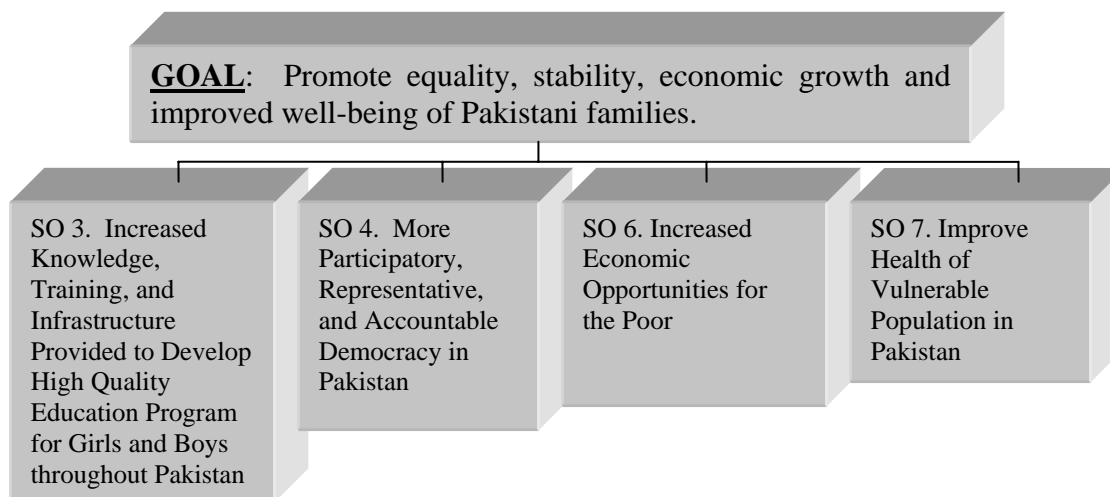 GOAL: Promote equality, stability, economic growth and
improved well-being of Pakistani families.
SO 3. Increased
Knowledge,
Training, and
Infrastructure
Provided to Develop
High Quality
Education Program
for Girls and Boys
throughout Pakistan
SO 4. More
Participatory,
Representative,
and Accountable
Democracy in
Pakistan
SO 6. Increased
Economic
Opportunities for
the Poor
SO 7. Improve
Health of
Vulnerable
Population in
Pakistan